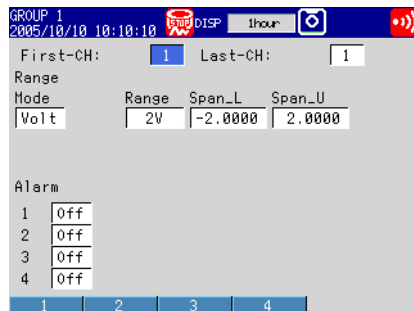 GROUP 1
2005/10/10 10:10:10 STOP DISP 1hour
First-CH: 1 Last-CH: 1
Range
Mode Range Span_L Span_U
Volt 2V -2.0000 2.0000
Alarm
1 Off
2 Off
3 Off
4 Off
1 2 3 4